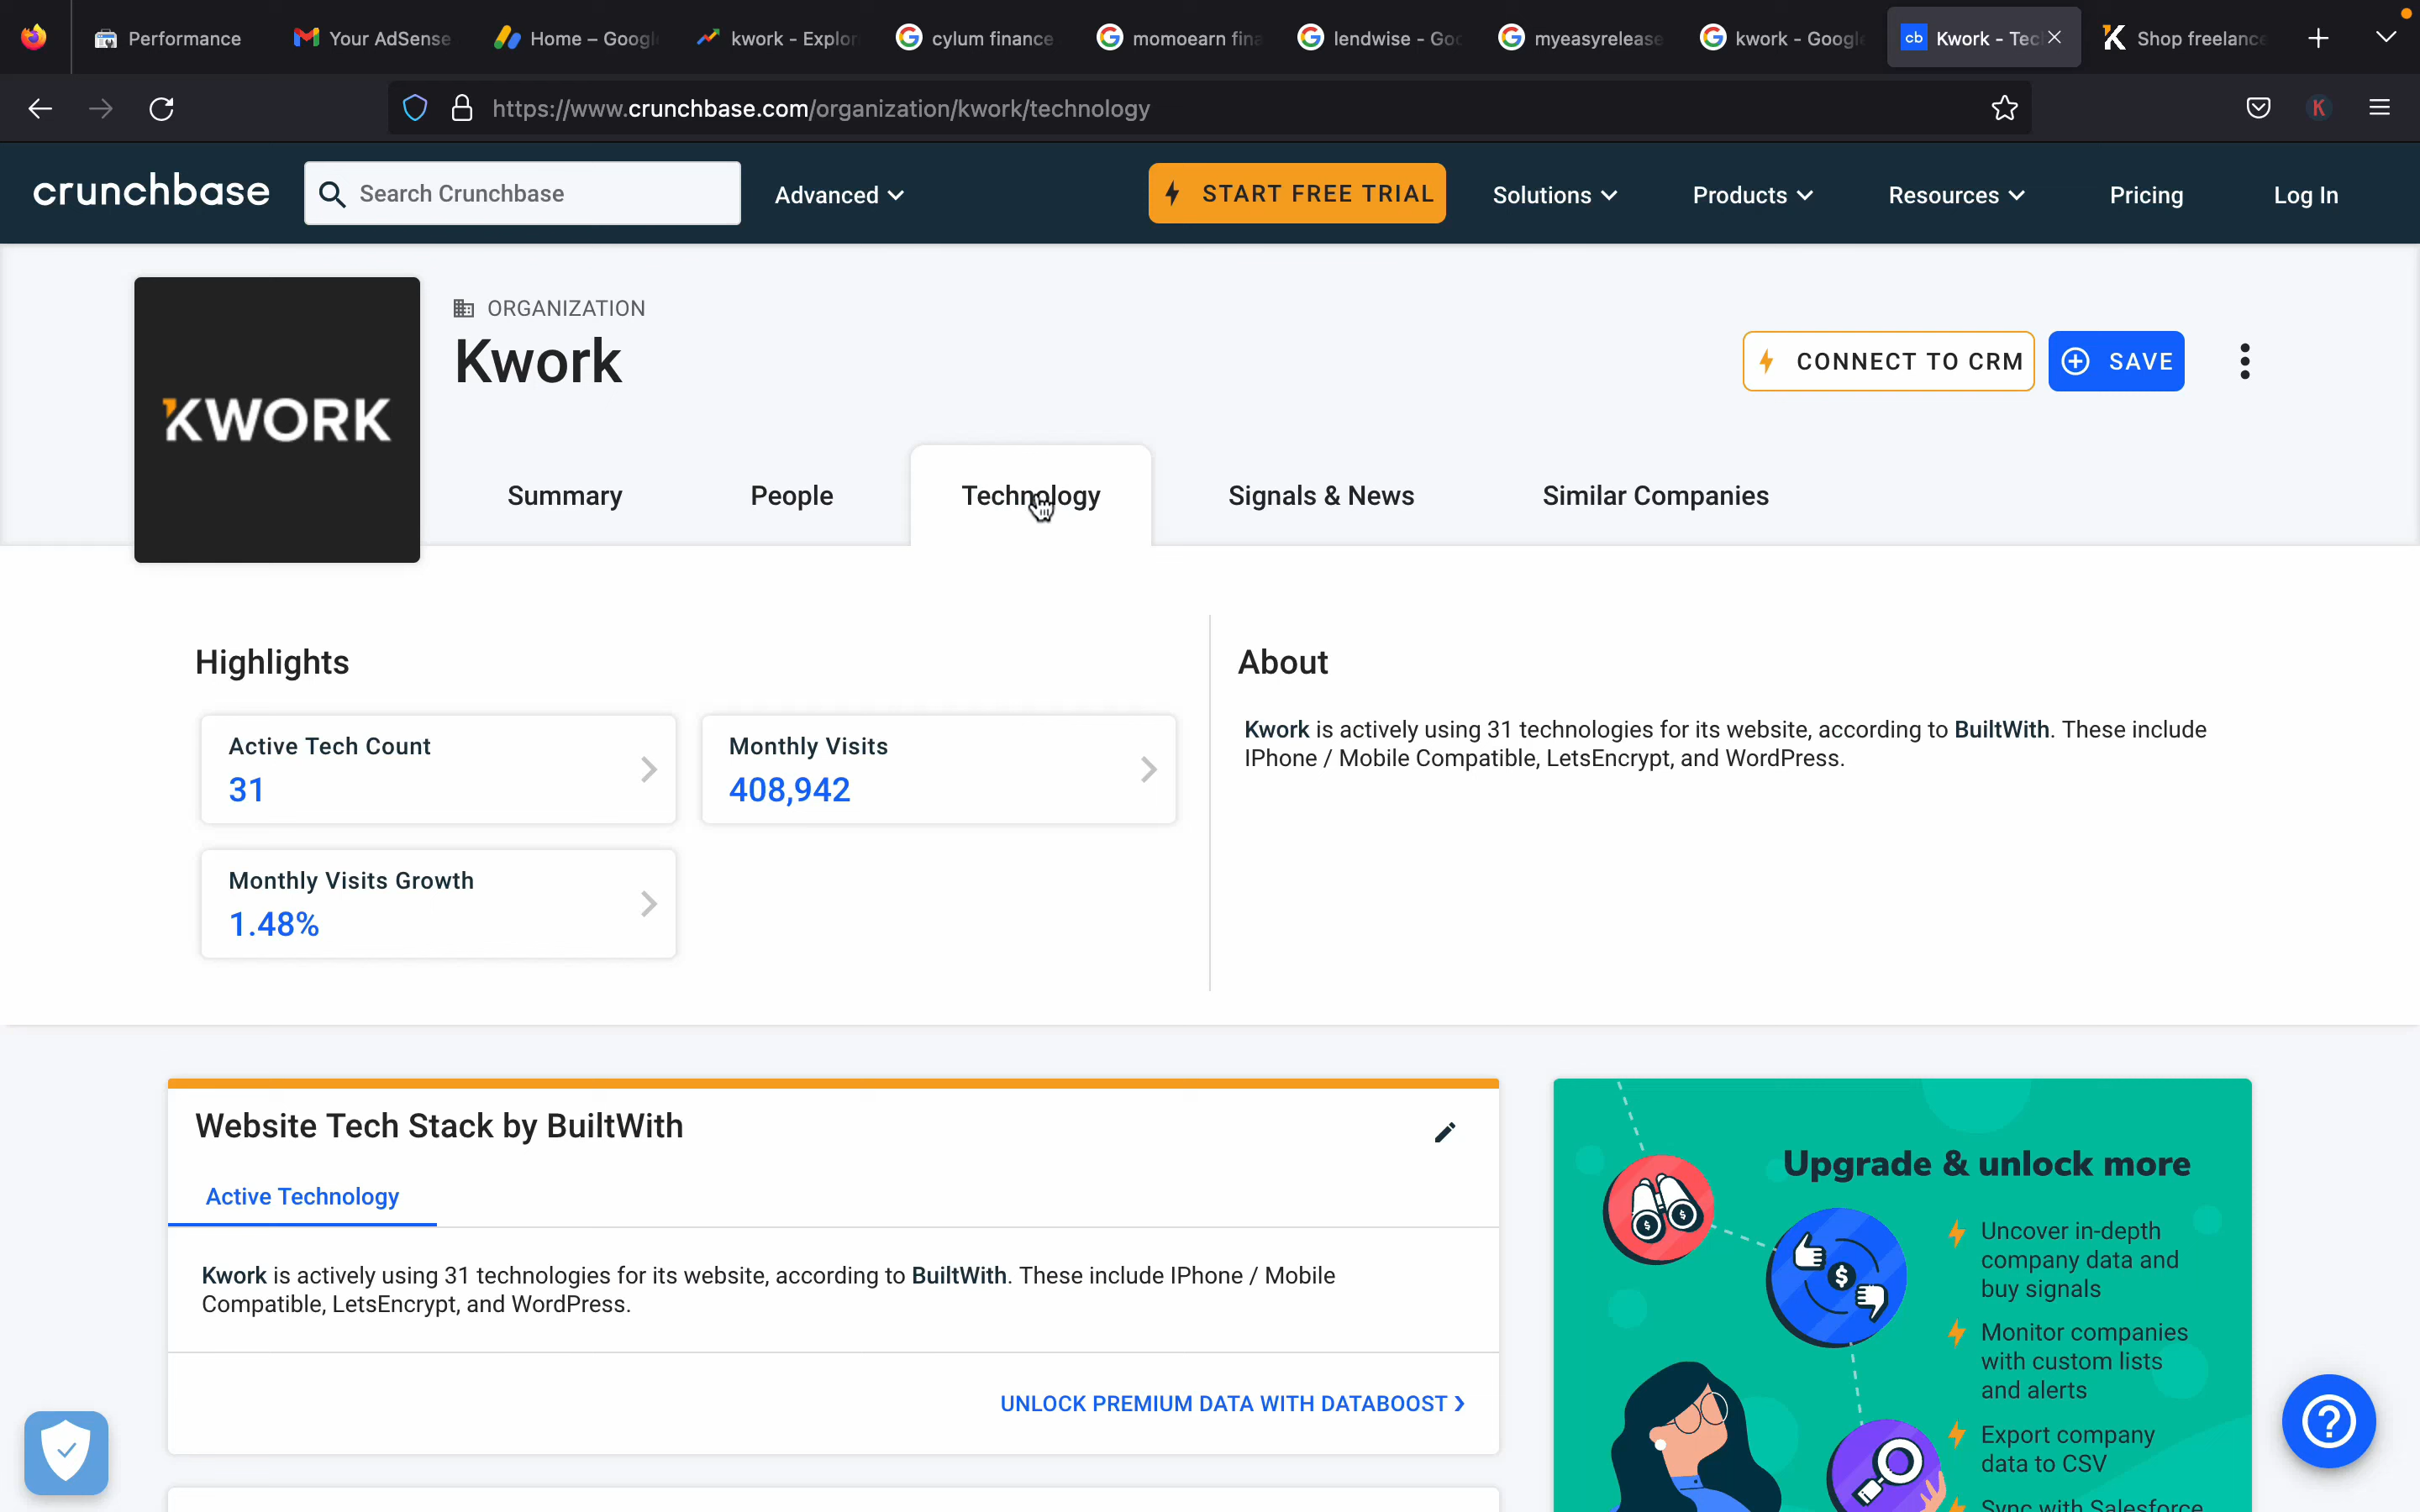 Performance
Your AdSense
Home – Googl
kwork - Explor
cylum finance
momoearn fina
lendwise - Goo
myeasyrelease
kwork - Google
cb Kwork - Tec
Shop freelance
https://www.crunchbase.com/organization/kwork/technology
K
crunchbase
Search Crunchbase
Advanced
START FREE TRIAL
Solutions
Products
Resources
Pricing
Log In
KWORK
ORGANIZATION
Kwork
CONNECT TO CRM
SAVE
Summary
People
Technology
Signals & News
Similar Companies
Highlights
Active Tech Count
31
Monthly Visits
408,942
Monthly Visits Growth
1.48%
About
Kwork is actively using 31 technologies for its website, according to BuiltWith. These include
IPhone / Mobile Compatible, LetsEncrypt, and WordPress.
Website Tech Stack by BuiltWith
Active Technology
Kwork is actively using 31 technologies for its website, according to BuiltWith. These include IPhone / Mobile
Compatible, LetsEncrypt, and WordPress.
UNLOCK PREMIUM DATA WITH DATABOOST
Upgrade & unlock more
Uncover in-depth
company data and
buy signals
Monitor companies
with custom lists
and alerts
Export company
data to CSV
Sync with Salesforce